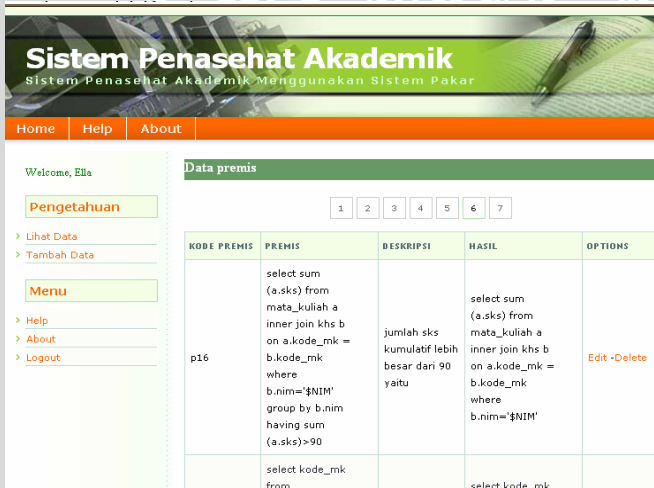 Sistem Penasehat Akademik
Sistem Penasehat Akademik Menggunakan Sistem Pakar
Home Help About
Welcome, Ella
Pengetahuan
Lihat Data
Tambah Data
Menu
Help
About
Logout
Data premis
1 2 3 4 5 6 7
KODE PREMIS PREMIS DESKRIPSI HASIL OPTIONS
p16
select sum
(a.sks) from
mata_kuliah a
inner join khs b
on a.kode_mk =
b.kode_mk
where
b.nim='$NIM'
group by b.nim
having sum
(a.sks)>90
jumlah sks
kumulatif lebih
besar dari 90
yaitu
select sum
(a.sks) from
mata_kuliah a
inner join khs b
on a.kode_mk =
b.kode_mk
where
b.nim='$NIM'
Edit -Delete
select kode_mk
from
select kode_mk